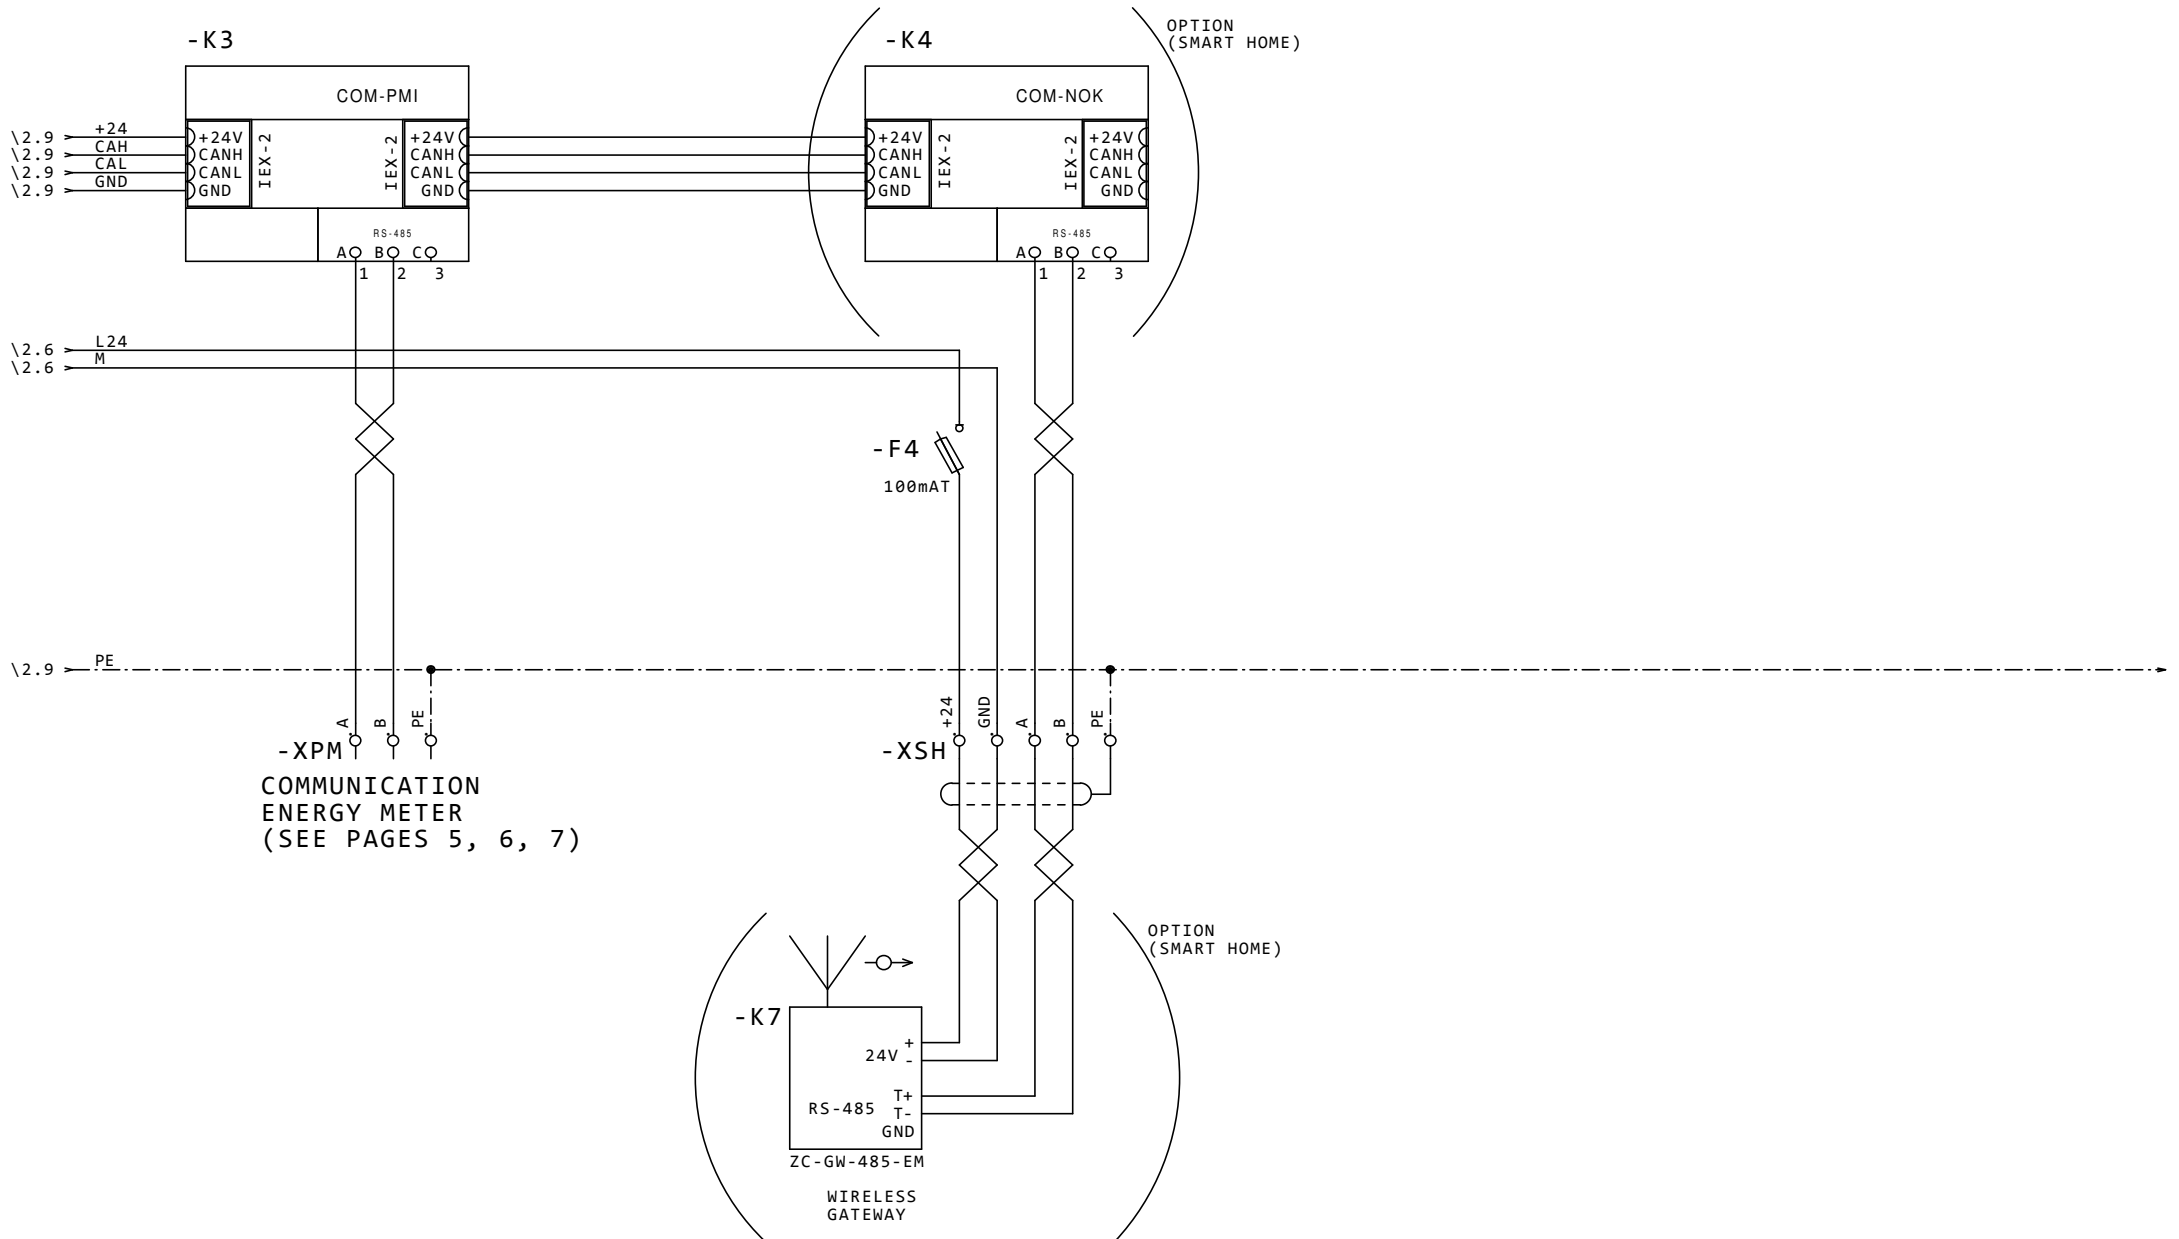 -K3
-K4
OPTION
(SMART HOME)
COM-PMI
COM-NOK
\2.9 +24
\2.9 CAH
\2.9 CAL
\2.9 GND
+24V
CANH
CANL
GND
IEX-2
IEX-2
+24V
CANH
CANL
GND
+24V
CANH
CANL
GND
IEX-2
IEX-2
+24V
CANH
CANL
GND
RS-485
A B C
1 2 3
RS-485
A B C
1 2 3
\2.6 L24
\2.6 M
-F4
100mAT
\2.9 PE
A B PE
-XPM
COMMUNICATION
ENERGY METER
(SEE PAGES 5, 6, 7)
+24 GND A B PE
-XSH
OPTION
(SMART HOME)
-K7
24V + -
RS-485 T+
T-
GND
ZC-GW-485-EM
WIRELESS
GATEWAY